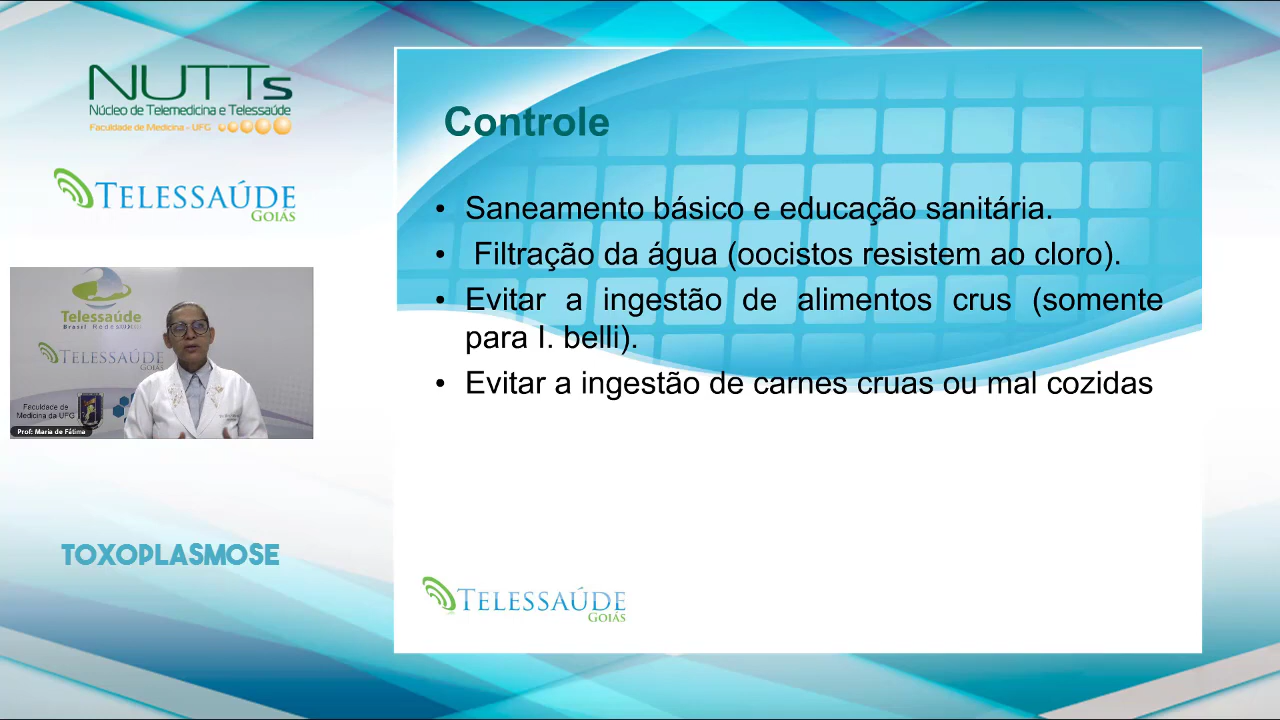 NUTTs
Núcleo de Telemedicina e Telessaúde
Faculdade de Medicina - UFG
TELESSAÚDE
GOIÁS
Telessaúde
Brasil Redes
TELESSAÚDE
GOIÁS
Faculdade de
Medicina da UFG
Prof: Maria de Fátima
TOXOPLASMOSE
Controle
• Saneamento básico e educação sanitária.
• Filtração da água (oocistos resistem ao cloro).
• Evitar a ingestão de alimentos crus (somente
para I. belli).
• Evitar a ingestão de carnes cruas ou mal cozidas
TELESSAÚDE
GOIÁS